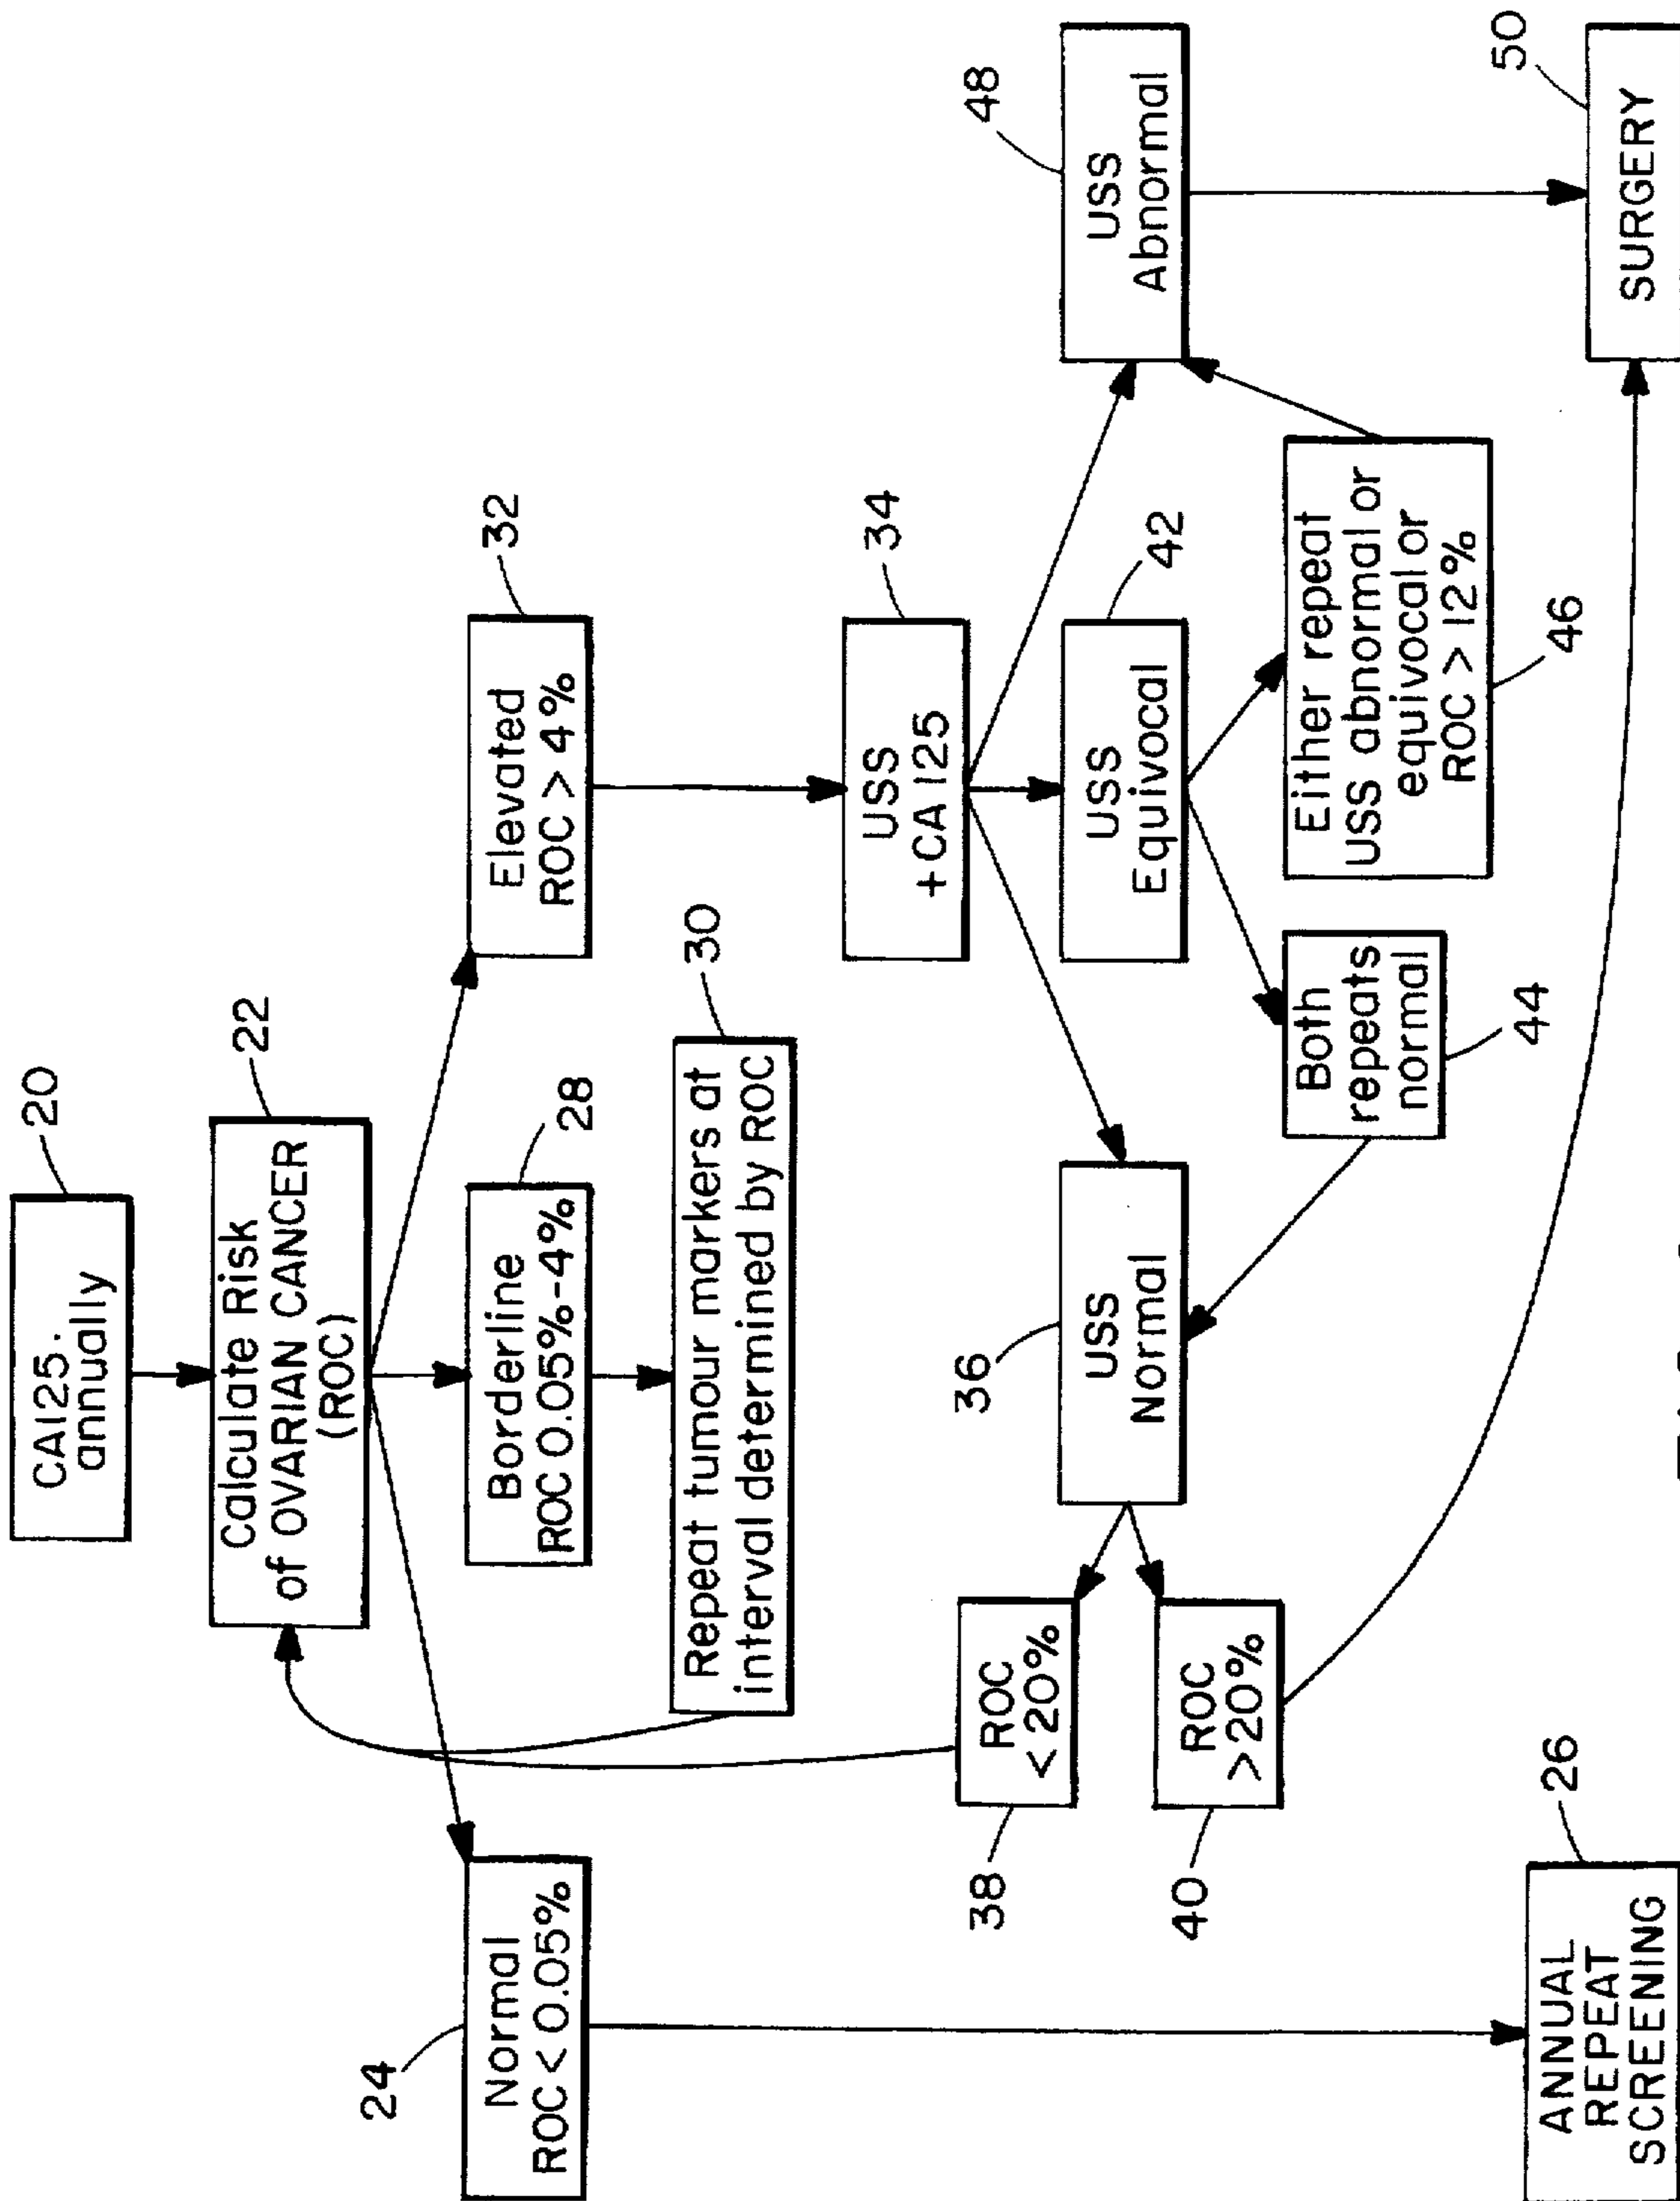 20
CA125.
annually
22
Calculate Risk
of OVARIAN CANCER
(ROC)
24
Normal
ROC < 0.05%
28
Borderline
ROC 0.05%-4%
32
Elevated
ROC > 4%
30
Repeat tumour markers at
interval determined by ROC
34
USS
+CA125
38
ROC
<20%
40
ROC
>20%
36
USS
Normal
42
USS
Equivocal
48
USS
Abnormal
Both
repeats
normal
44
Either repeat
USS abnormal or
equivocal or
ROC > 12%
46
26
ANNUAL
REPEAT
SCREENING
50
SURGERY